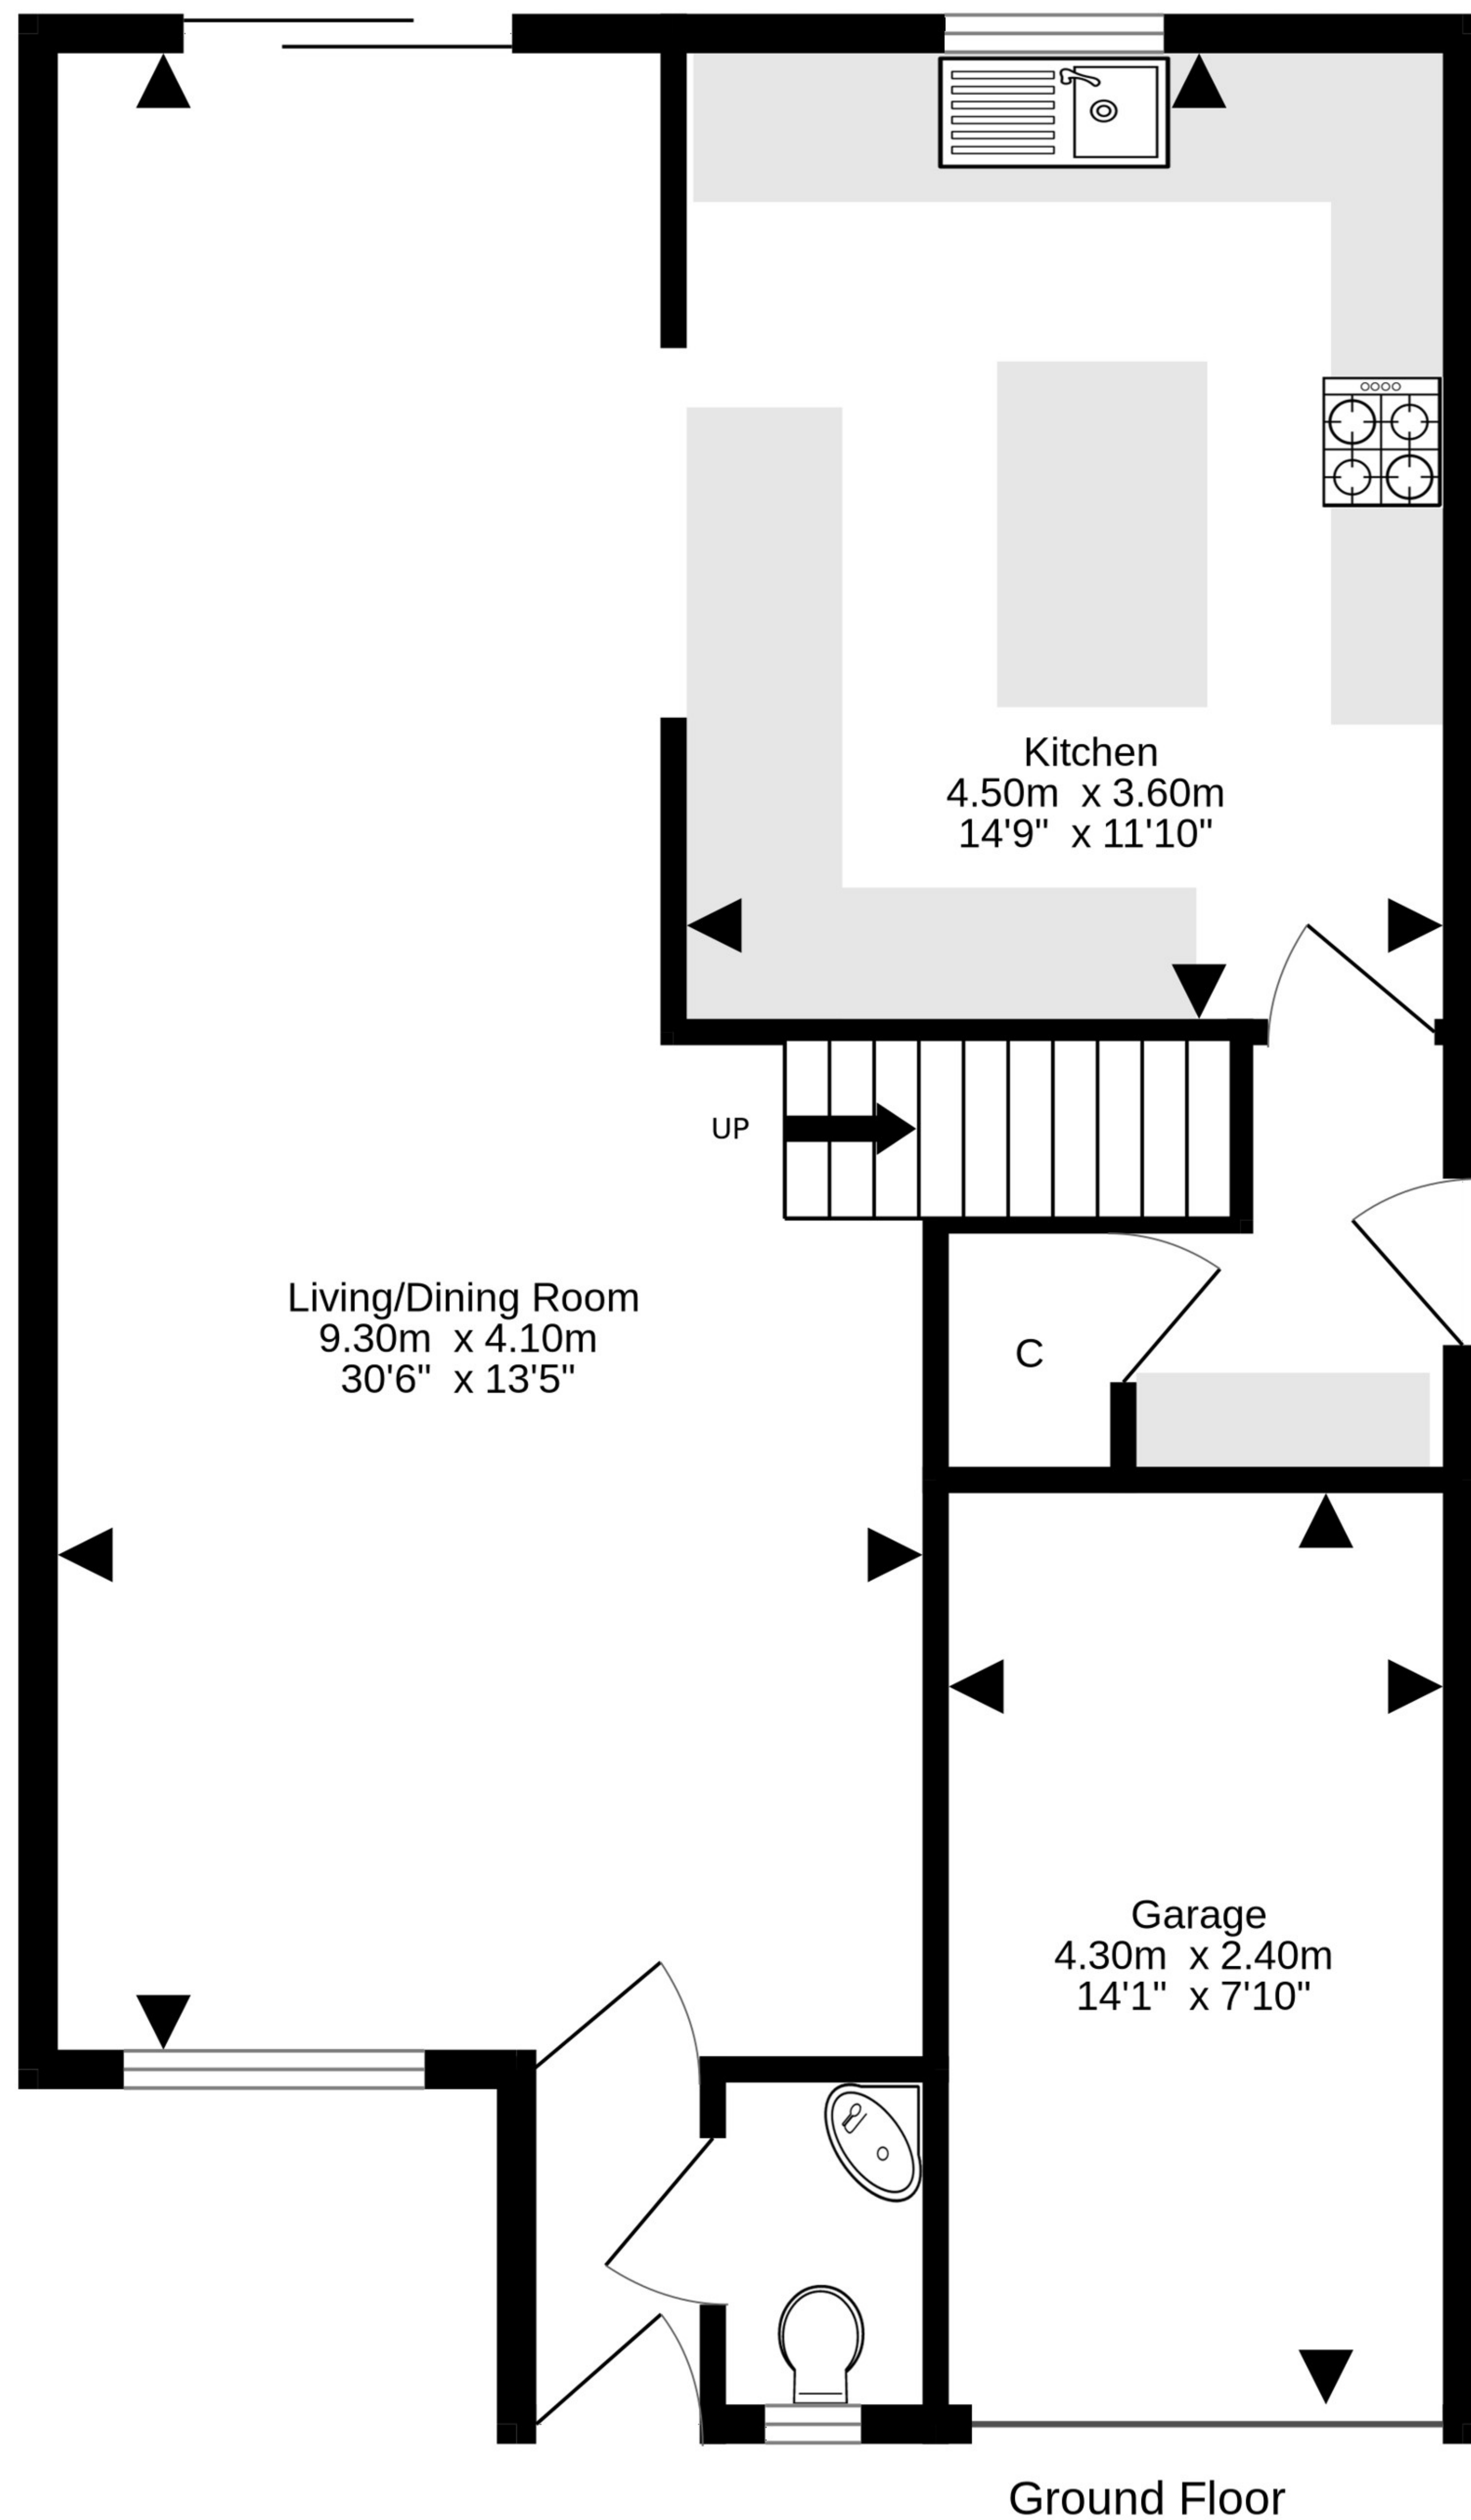 Kitchen
4.50m x 3.60m
14'9" x 11'10"
UP
Living/Dining Room
9.30m x 4.10m
30'6" x 13'5"
C
Garage
4.30m x 2.40m
14'1" x 7'10"
Ground Floor